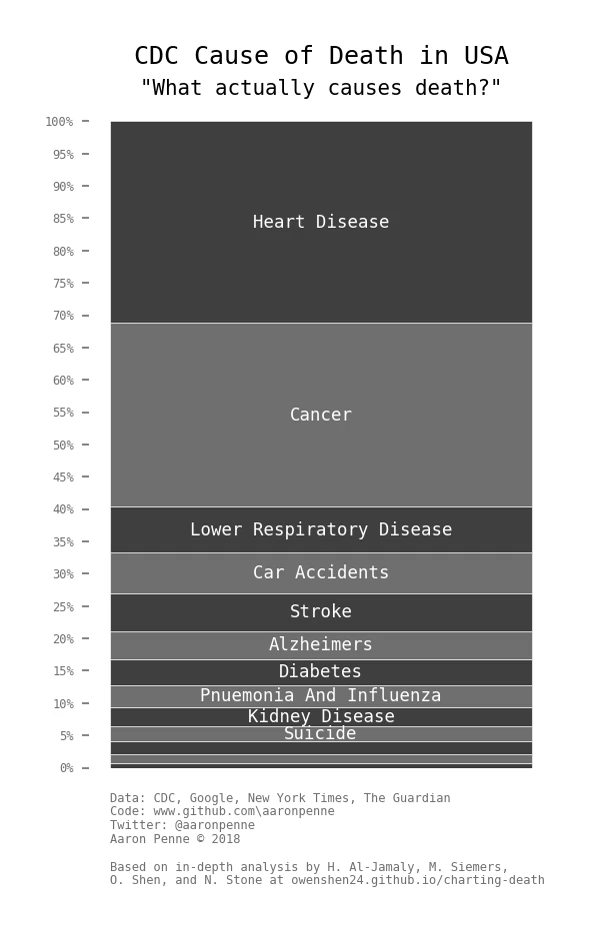 CDC Cause of Death in USA
"What actually causes death?"
100%
95%
90%
85%
80%
75%
70%
65%
60%
55%
50%
45%
40%
35%
30%
25%
20%
15%
10%
5%
0%
Heart Disease
Cancer
Lower Respiratory Disease
Car Accidents
Stroke
Alzheimers
Diabetes
Pnuemonia And Influenza
Kidney Disease
Suicide
Data: CDC, Google, New York Times, The Guardian
Code: www.github.com\aaronpenne
Twitter: @aaronpenne
Aaron Penne © 2018
Based on in-depth analysis by H. Al-Jamaly, M. Siemers,
O. Shen, and N. Stone at owenshen24.github.io/charting-death